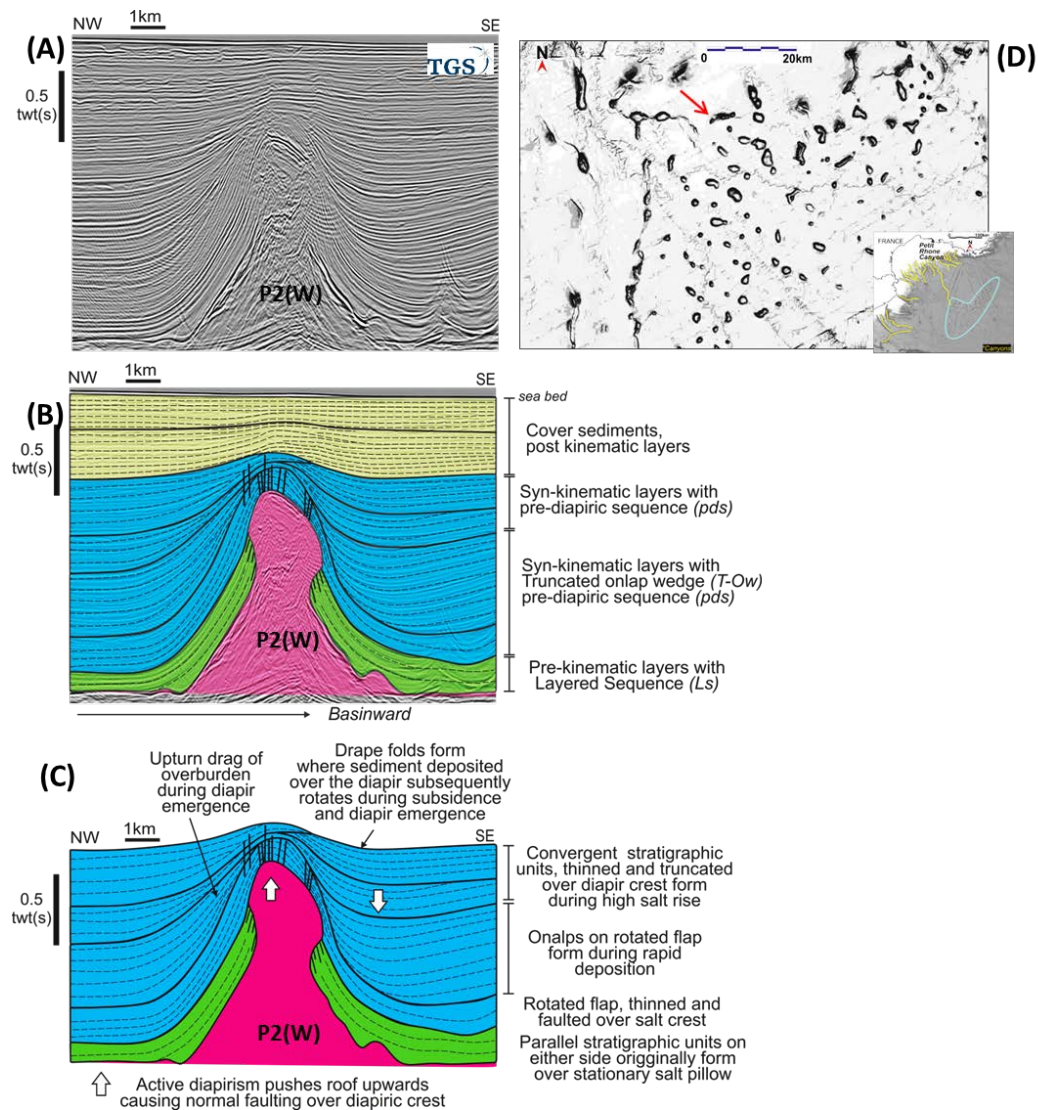 NW
1km
SE
(A)
TGS
0.5
twt(s)
P2(W)
N
0
20km
(D)
FRANCE
Petit
Rhone
Canyon
N
Canyons
NW
1km
SE
(B)
sea bed
0.5
twt(s)
Cover sediments,
post kinematic layers
Syn-kinematic layers with
pre-diapiric sequence (pds)
Syn-kinematic layers with
Truncated onlap wedge (T-Ow)
pre-diapiric sequence (pds)
P2(W)
Pre-kinematic layers with
Layered Sequence (Ls)
Basinward
(C)
Upturn drag of
overburden
during diapir
emergence
Drape folds form
where sediment deposited
over the diapir subsequently
rotates during subsidence
and diapir emergence
NW
1km
SE
0.5
twt(s)
Convergent stratigraphic
units, thinned and truncated
over diapir crest form
during high salt rise
Onalps on rotated flap
form during rapid
deposition
Rotated flap, thinned and
faulted over salt crest
Parallel stratigraphic units on
either side origginally form
over stationary salt pillow
P2(W)
Active diapirism pushes roof upwards
causing normal faulting over diapiric crest